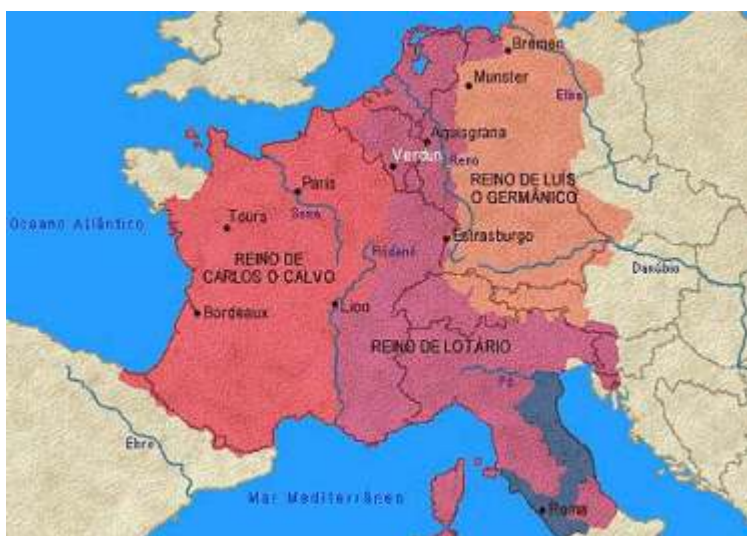 Bremen
Munster
Elba
Aquisgrana
Verdun
Reno
REINO DE LUIS
O GERMÂNICO
Paris
Sena
Tours
Oceano Atlântico
Estrasburgo
Ródano
REINO DE
CARLOS O CALVO
Danúbio
Lion
Bordeaux
REINO DE LOTÁRIO
Pó
Ebro
Mar Mediterrâneo
Roma